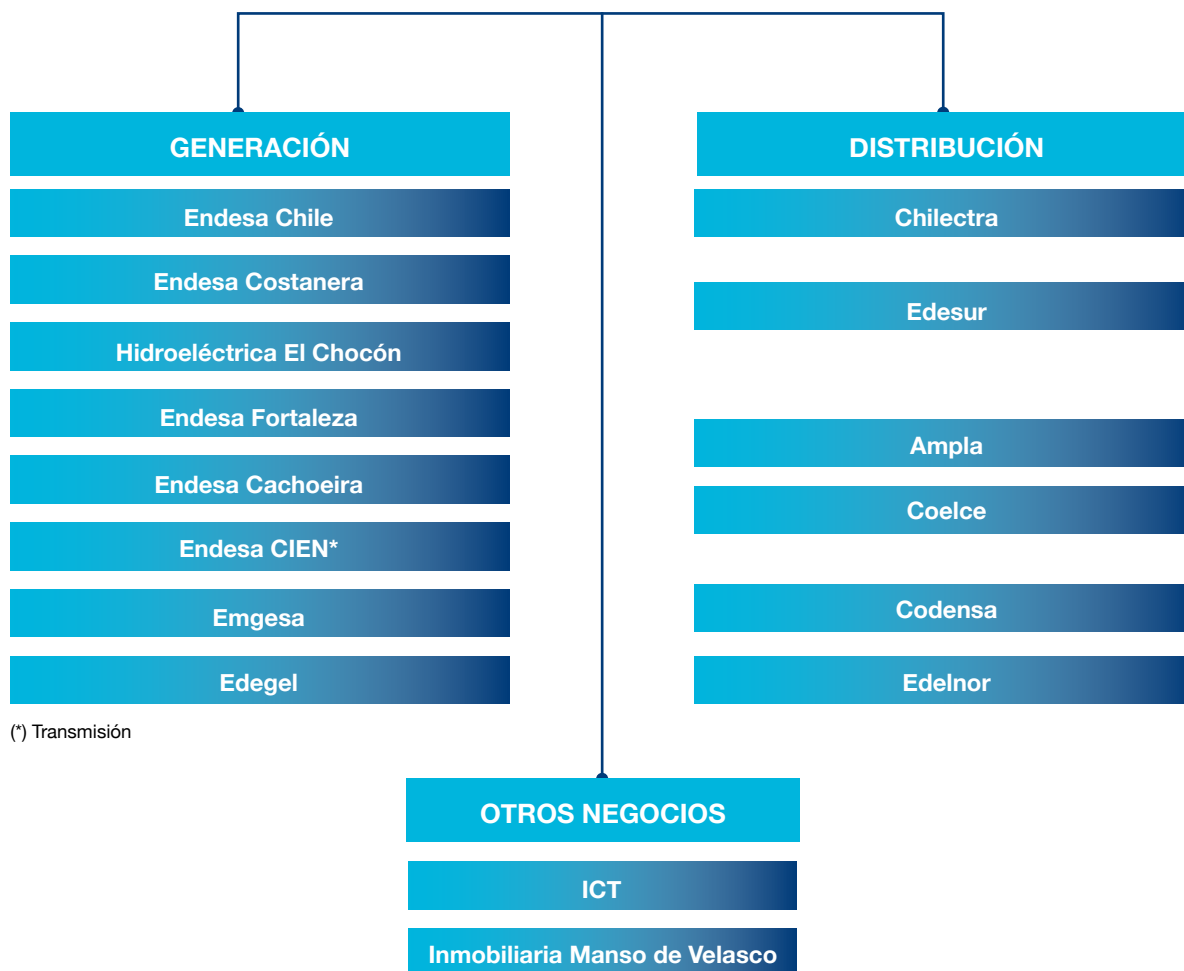 GENERACIÓN
Endesa Chile
Endesa Costanera
Hidroeléctrica El Chocón
Endesa Fortaleza
Endesa Cachoeira
Endesa CIEN*
Emgesa
Edegel
(*) Transmisión
DISTRIBUCIÓN
Chilectra
Edesur
Ampla
Coelce
Codensa
Edelnor
OTROS NEGOCIOS
ICT
Inmobiliaria Manso de Velasco